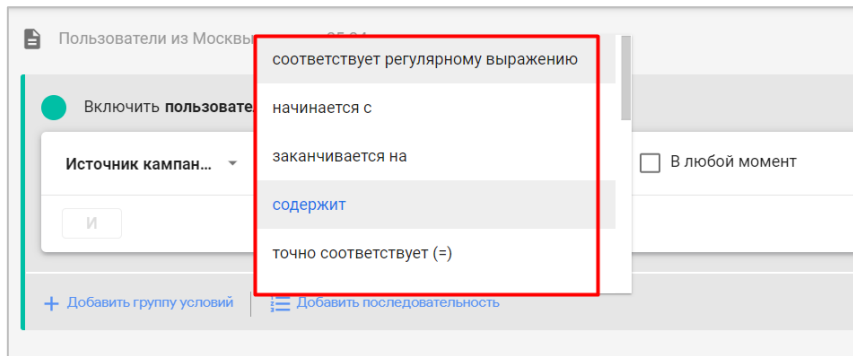 Пользователи из Москвы
соответствует регулярному выражению
Включить пользовате
начинается с
Источник кампан...
заканчивается на
В любой момент
содержит
И
точно соответствует (=)
Добавить группу условий
Добавить последовательность